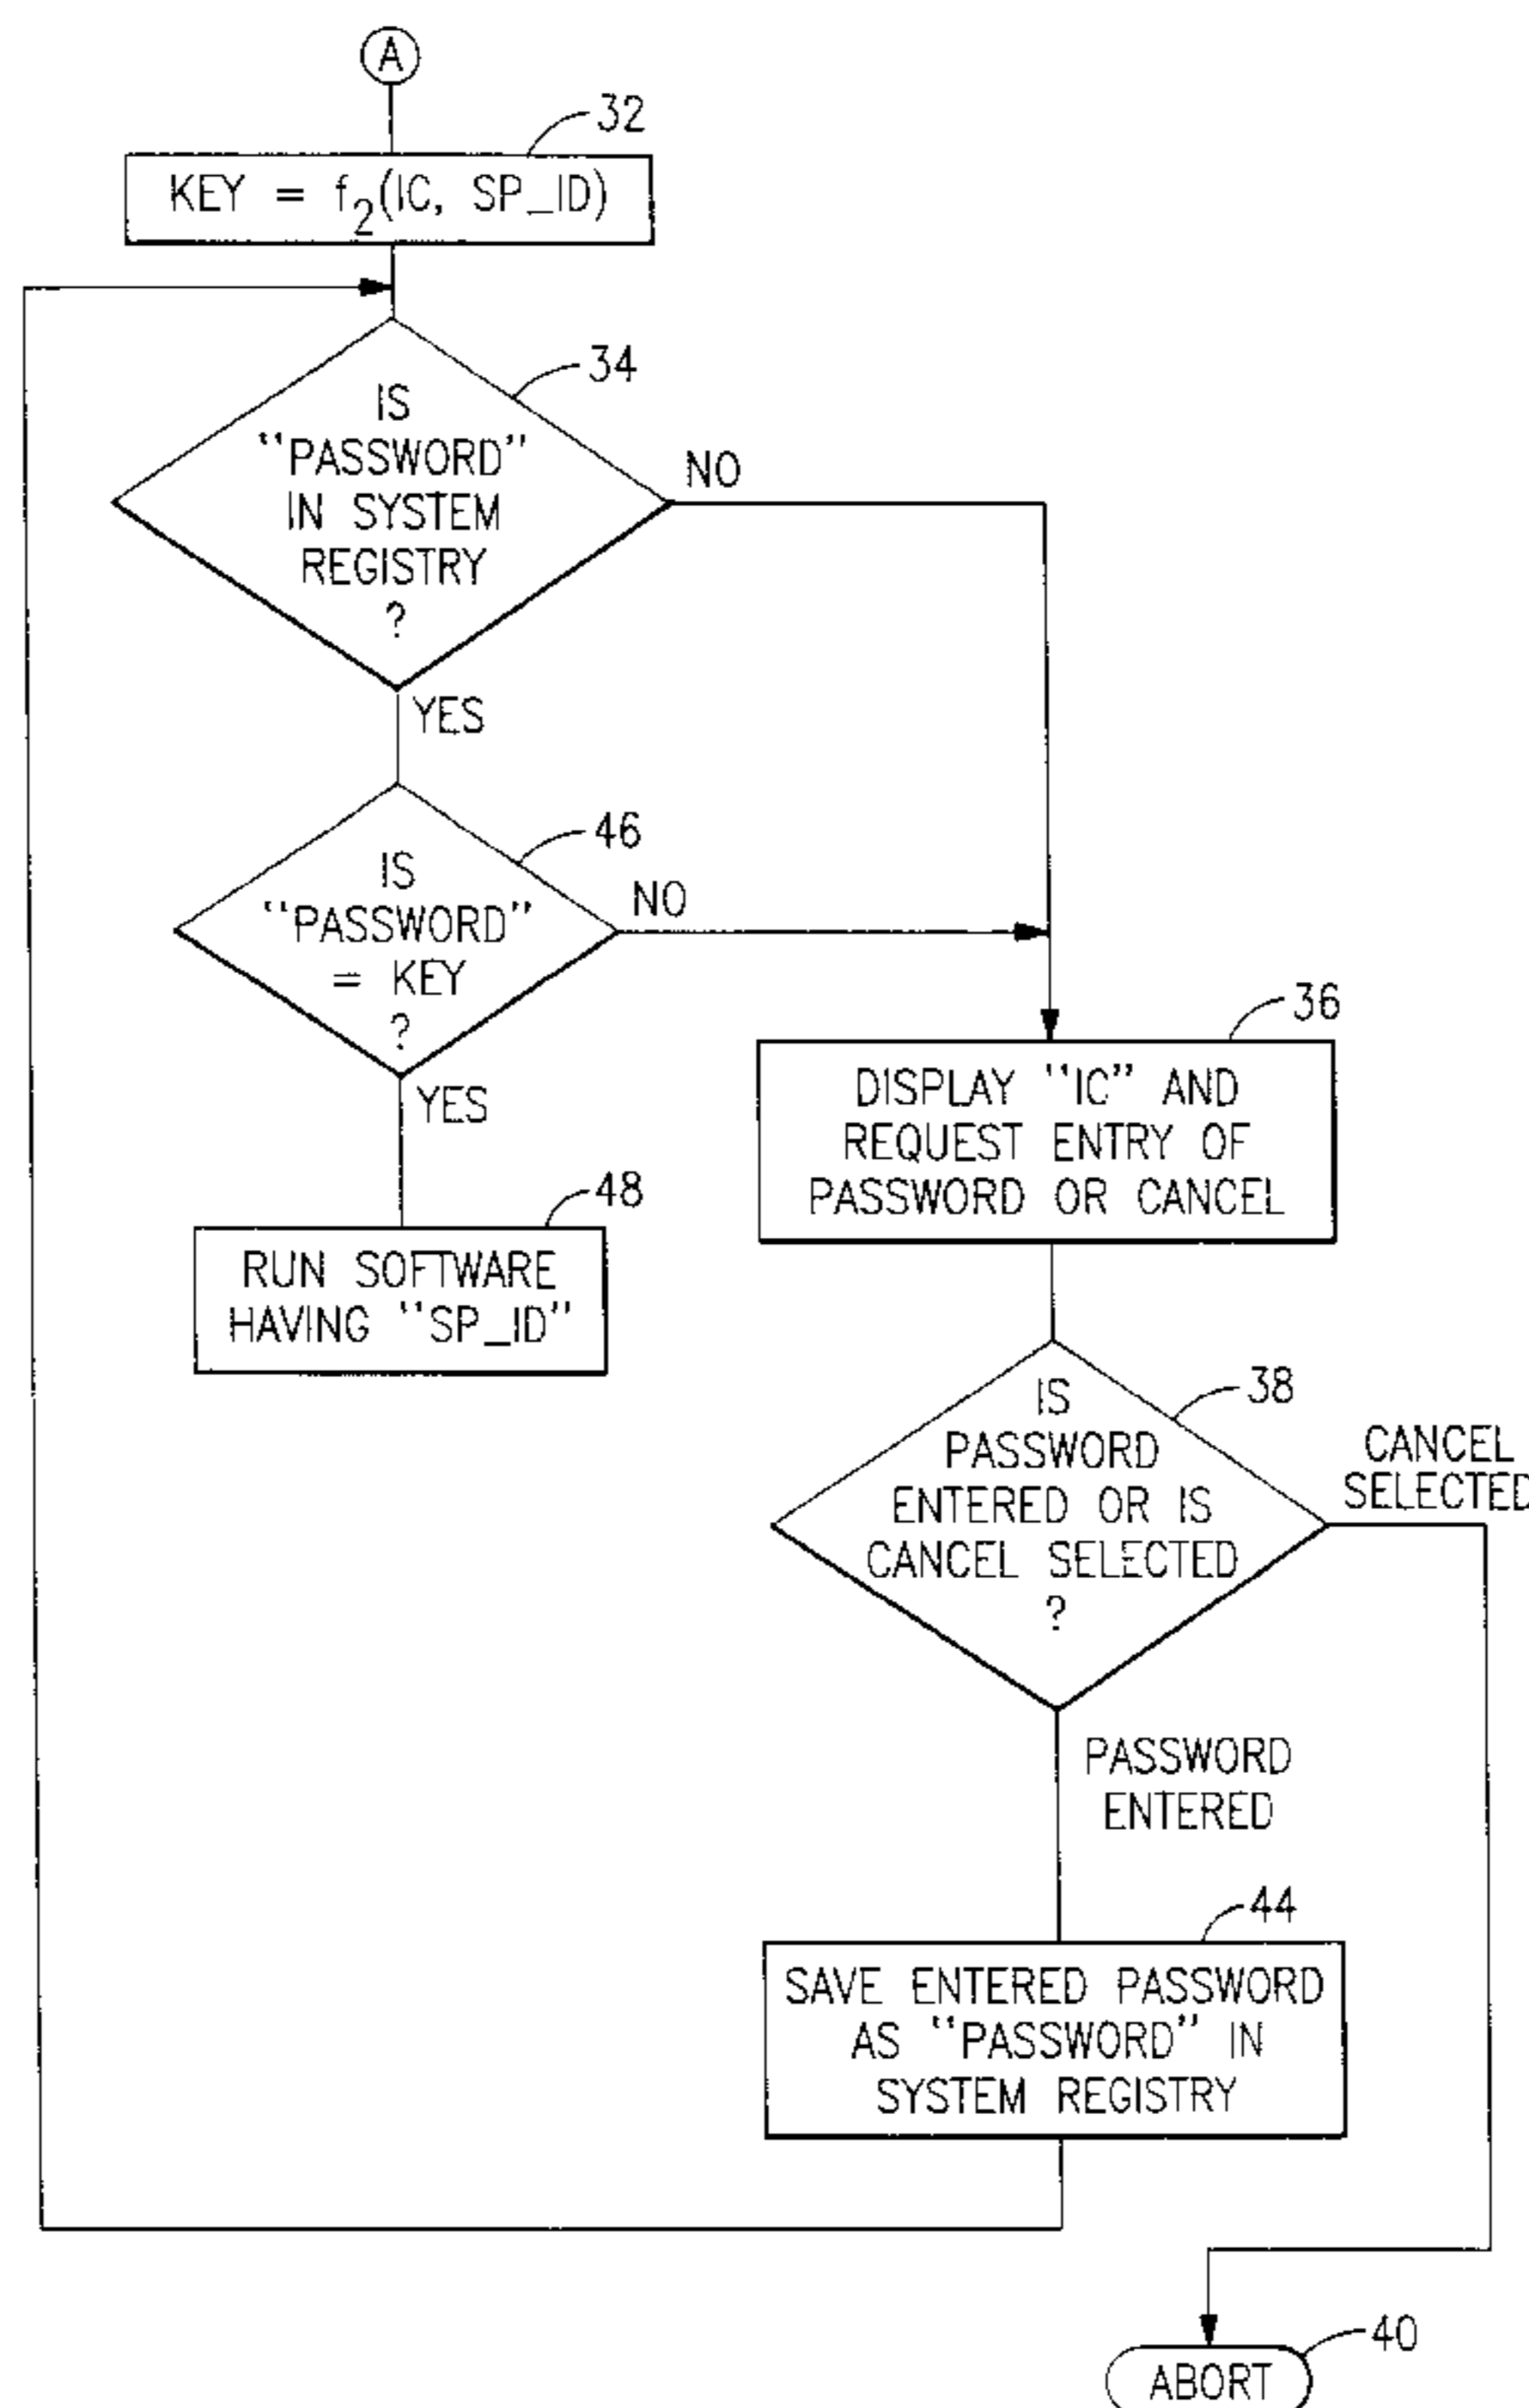 A
32
KEY = f2(IC, SP_ID)
34
IS
"PASSWORD"
IN SYSTEM
REGISTRY
?
NO
YES
46
IS
"PASSWORD"
= KEY
?
NO
YES
36
DISPLAY "IC" AND
REQUEST ENTRY OF
PASSWORD OR CANCEL
48
RUN SOFTWARE
HAVING "SP_ID"
38
IS
PASSWORD
ENTERED OR IS
CANCEL SELECTED
?
CANCEL
SELECTED
PASSWORD
ENTERED
44
SAVE ENTERED PASSWORD
AS "PASSWORD" IN
SYSTEM REGISTRY
40
ABORT